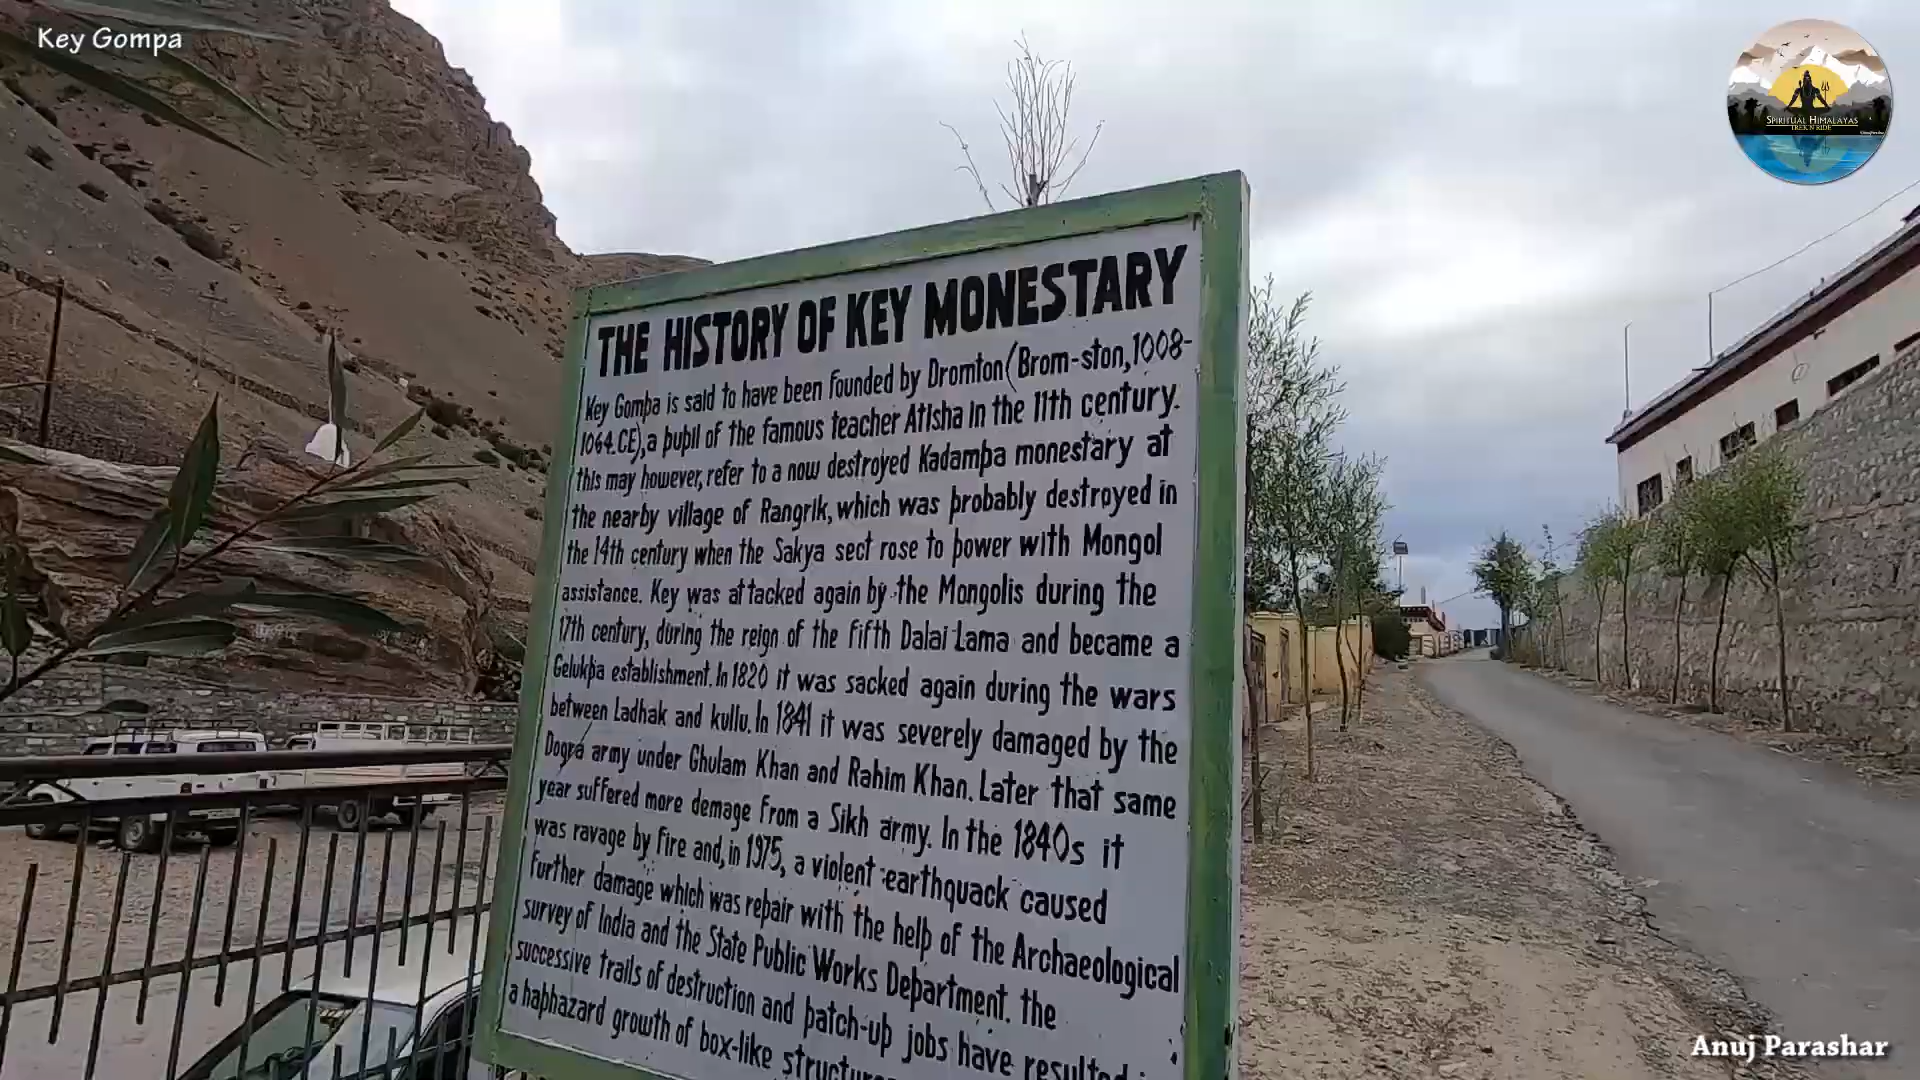 Key Gompa
SPIRITUAL HIMALAYAS
TREK N RIDE
THE HISTORY OF KEY MONESTARY
Key Gompa is said to have been founded by Dromton (Brom-ston, 1008-
1064 CE), a pupil of the famous teacher Atisha in the 11th century.
this may however, refer to a now destroyed Kadampa monestary at
the nearby village of Rangrik, which was probably destroyed in
the 14th century when the Sakya sect rose to power with Mongol
assistance. Key was attacked again by the Mongolis during the
17th century, during the reign of the fifth Dalai Lama and became a
Gelukpa establishment. In 1820 it was sacked again during the wars
between Ladhak and kullu. In 1841 it was severely damaged by the
Dogra army under Ghulam Khan and Rahim Khan. Later that same
year suffered more demage from a Sikh army. In the 1840s it
was ravage by fire and, in 1975, a violent earthquack caused
further damage which was repair with the help of the Archaeological
survey of India and the State Public Works Department. the
successive trails of destruction and patch-up jobs have resulted
a haphazard growth of box-like
Anuj Parashar